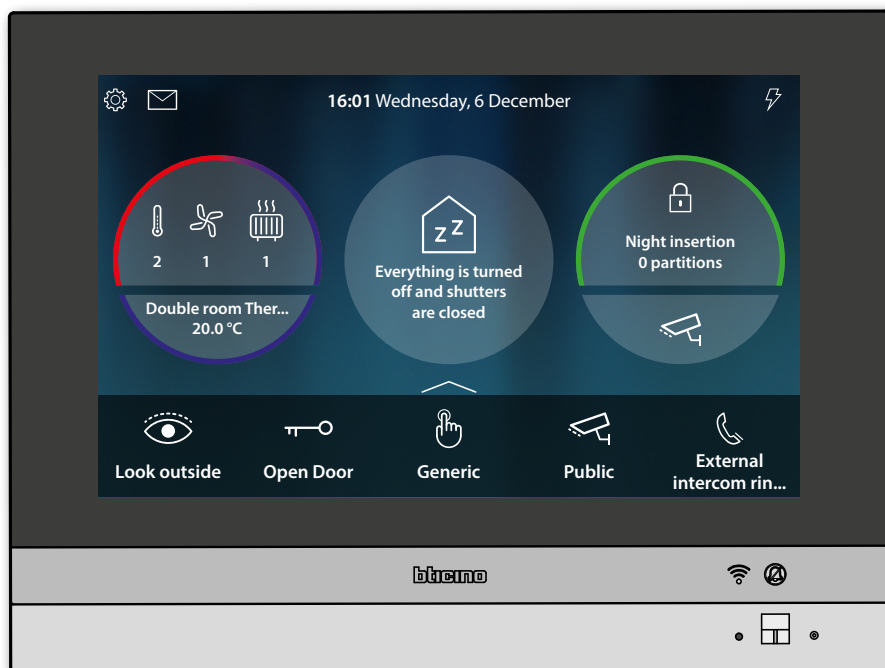 16:01 Wednesday, 6 December
2 1 1
Double room Ther...
20.0 °C
z z
Everything is turned
off and shutters
are closed
Night insertion
0 partitions
Look outside
Open Door
Generic
Public
External
intercom rin...
bticino